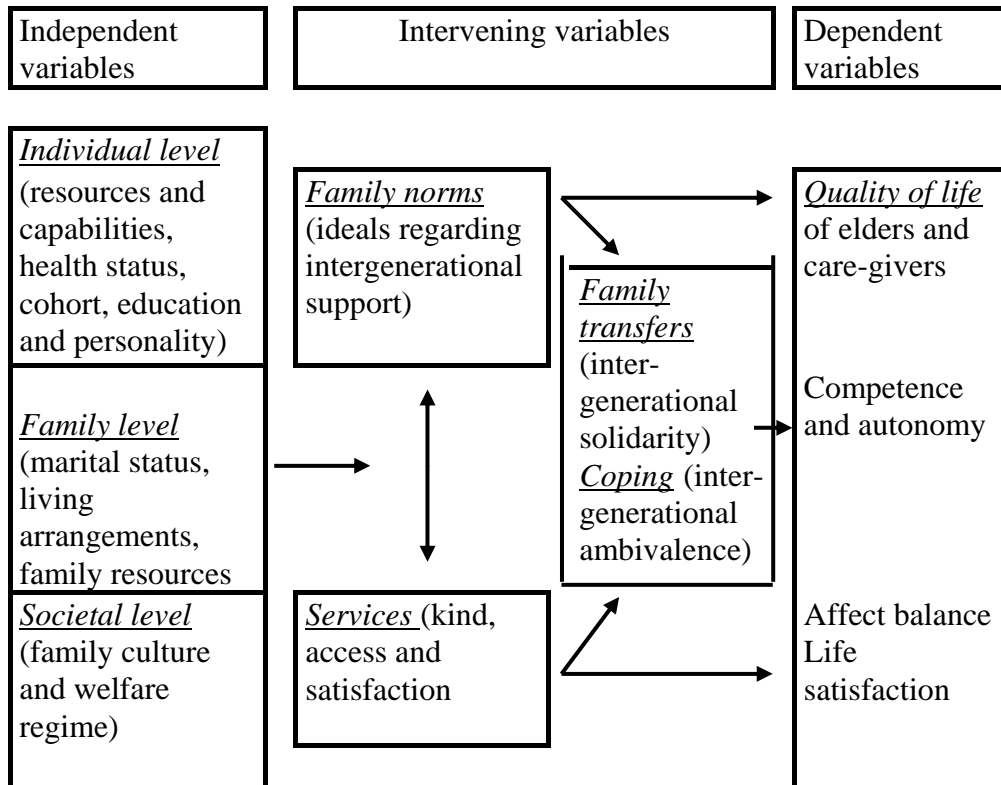 Independent
variables
Intervening variables
Dependent
variables
Individual level
(resources and
capabilities,
health status,
cohort, education
and personality)
Family level
(marital status,
living
arrangements,
family resources
Societal level
(family culture
and welfare
regime)
Family norms
(ideals regarding
intergenerational
support)
Services (kind,
access and
satisfaction
Family
transfers
(inter-
generational
solidarity)
Coping (inter-
generational
ambivalence)
Quality of life
of elders and
care-givers
Competence
and autonomy
Affect balance
Life
satisfaction